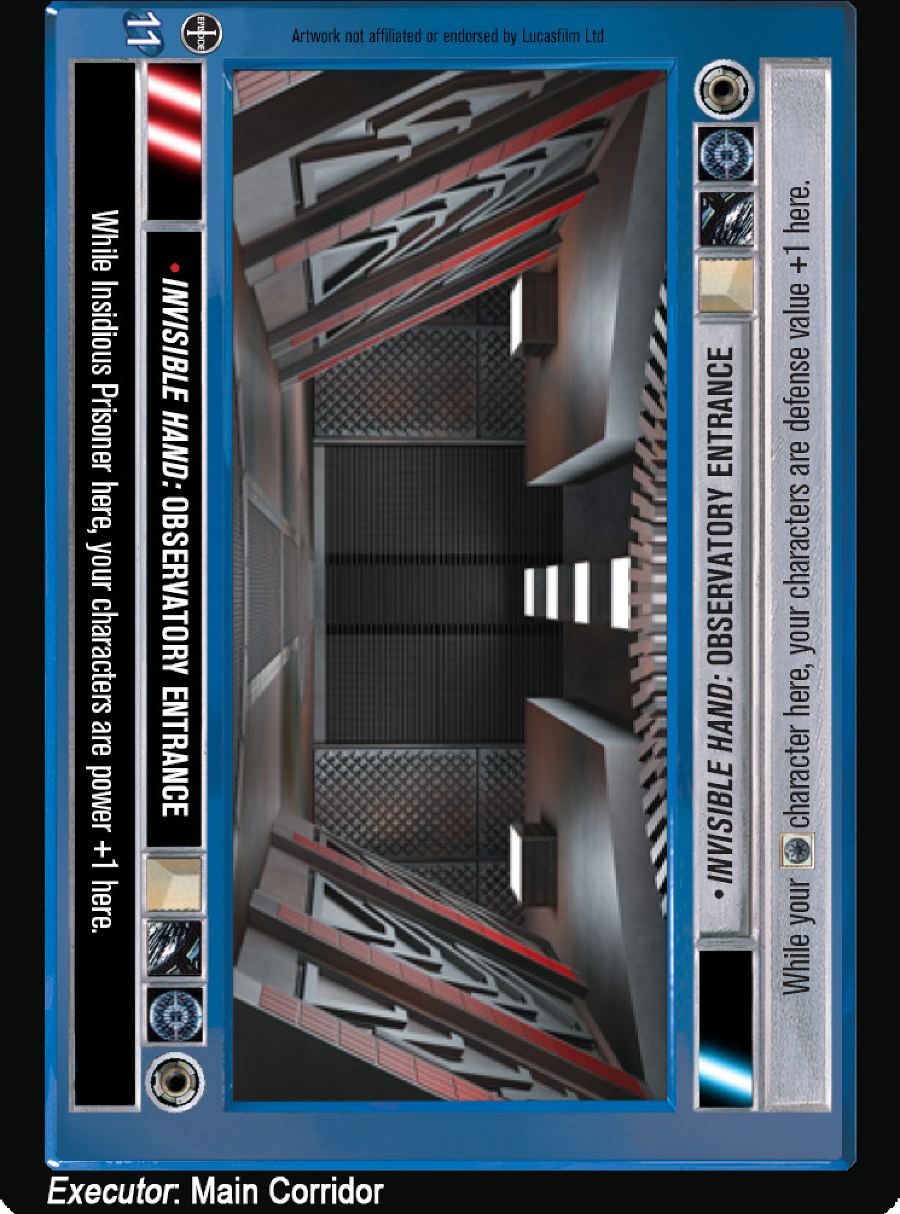 11
EPISODE
I
Artwork not affiliated or endorsed by Lucasfilm Ltd
While Insidious Prisoner here, your characters are power +1 here.
• INVISIBLE HAND: OBSERVATORY ENTRANCE
• INVISIBLE HAND: OBSERVATORY ENTRANCE
While your character here, your characters are defense value +1 here.
Executor: Main Corridor